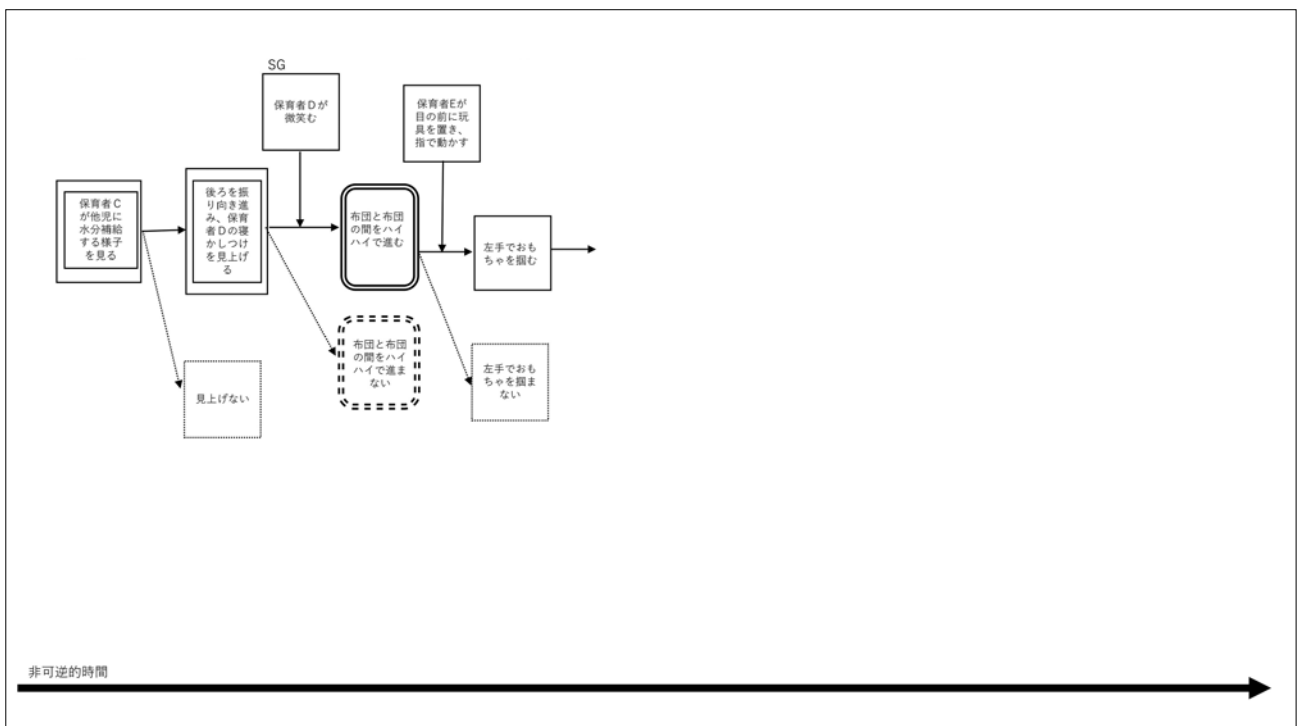 SG
保育者Dが
微笑む
保育者Eが
目の前に玩
具を置き、
指で動かす
保育者C
が他児に
水分補給
する様子
を見る
後ろを振
り向き進
み、保育
者Dの寝
かしつけ
を見上げ
る
布団と布団
の間をハイ
ハイで進む
左手でおも
ちゃを掴む
見上げない
布団と布団
の間をハイ
ハイで進ま
ない
左手でおも
ちゃを掴ま
ない
非可逆的時間